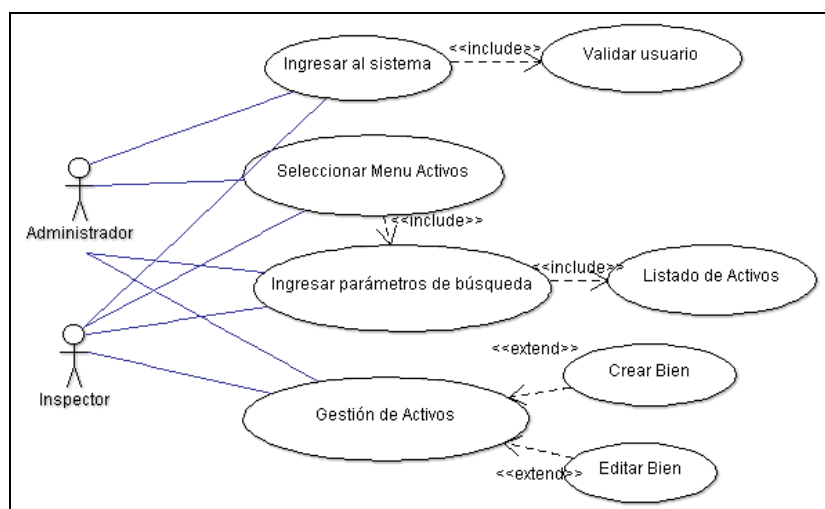 <<include>>
Ingresar al sistema
Validar usuario
Seleccionar Menu Activos
<<include>>
Administrador
Ingresar parámetros de búsqueda
<<include>>
Listado de Activos
<<extend>>
Crear Bien
Inspector
Gestión de Activos
Editar Bien
<<extend>>